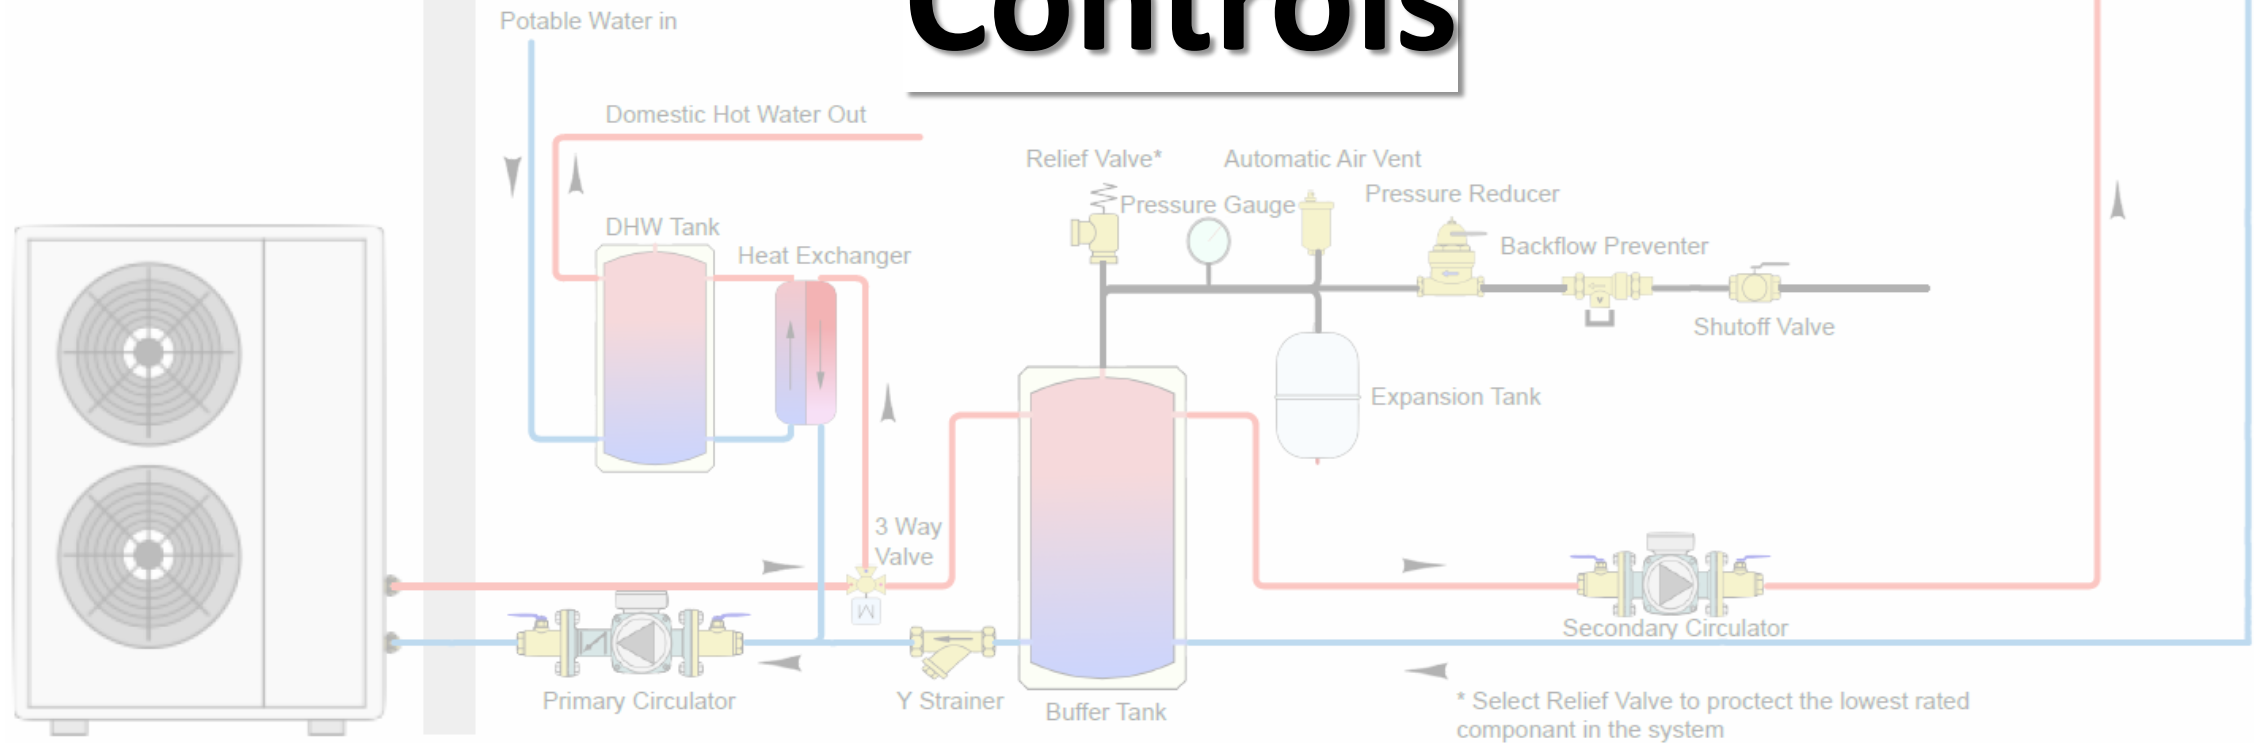 Controls
Potable Water in
Domestic Hot Water Out
Relief Valve*
Automatic Air Vent
Pressure Gauge
Pressure Reducer
DHW Tank
Heat Exchanger
Backflow Preventer
Shutoff Valve
Expansion Tank
3 Way
Valve
M
Secondary Circulator
Primary Circulator
Y Strainer
Buffer Tank
* Select Relief Valve to proctect the lowest rated
componant in the system